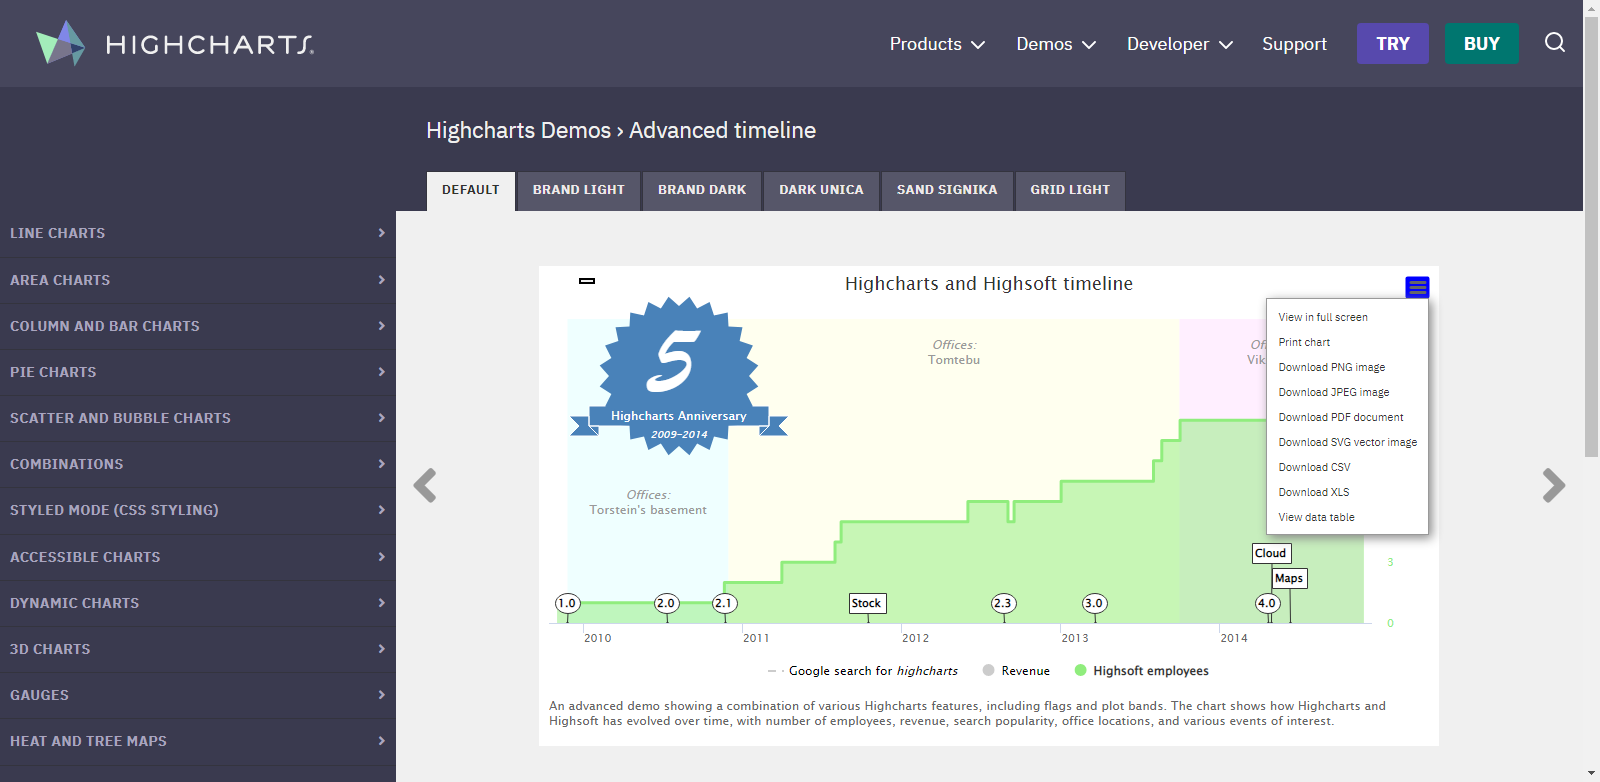 HIGHCHARTS
Products
Demos
Developer
Support
TRY
BUY
Highcharts Demos › Advanced timeline
DEFAULT
BRAND LIGHT
BRAND DARK
DARK UNICA
SAND SIGNIKA
GRID LIGHT
LINE CHARTS
AREA CHARTS
COLUMN AND BAR CHARTS
PIE CHARTS
SCATTER AND BUBBLE CHARTS
COMBINATIONS
STYLED MODE (CSS STYLING)
ACCESSIBLE CHARTS
DYNAMIC CHARTS
3D CHARTS
GAUGES
HEAT AND TREE MAPS
Highcharts and Highsoft timeline
View in full screen
Print chart
Download PNG image
Download JPEG image
Download PDF document
Download SVG vector image
Download CSV
Download XLS
View data table
5
Highcharts Anniversary
2009-2014
Offices:
Torstein's basement
Offices:
Tomtebu
Of
Vik
Cloud
Maps
1.0
2.0
2.1
Stock
2.3
3.0
4.0
3
0
2010
2011
2012
2013
2014
Google search for highcharts
Revenue
Highsoft employees
An advanced demo showing a combination of various Highcharts features, including flags and plot bands. The chart shows how Highcharts and
Highsoft has evolved over time, with number of employees, revenue, search popularity, office locations, and various events of interest.